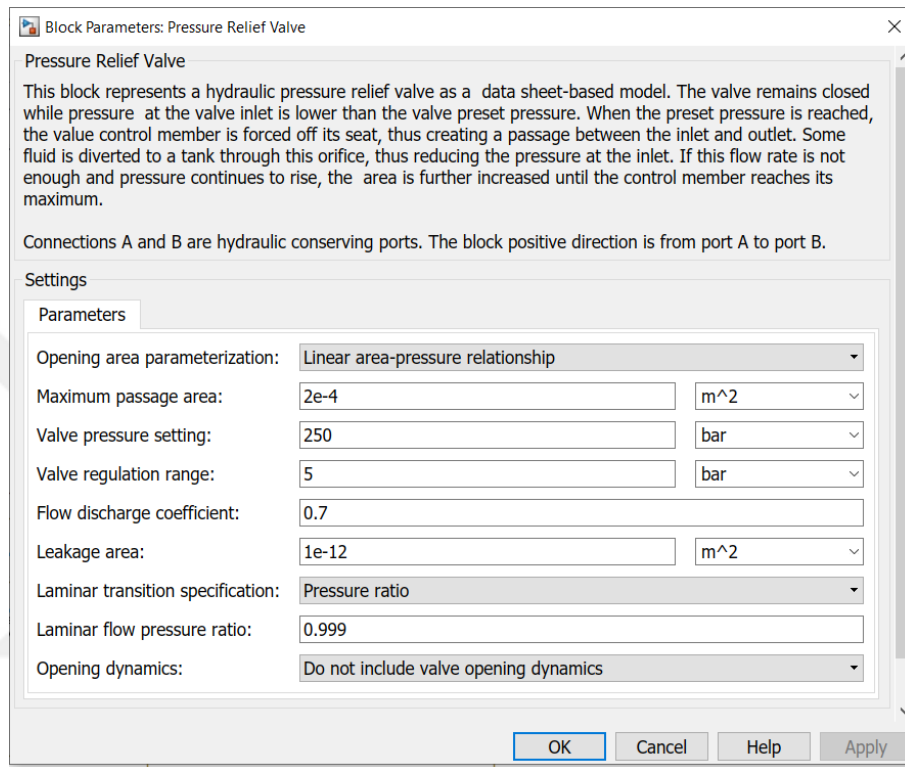 Block Parameters: Pressure Relief Valve
Pressure Relief Valve
This block represents a hydraulic pressure relief valve as a  data sheet-based model. The valve remains closed
while pressure  at the valve inlet is lower than the valve preset pressure. When the preset pressure is reached,
the value control member is forced off its seat, thus creating a passage between the inlet and outlet. Some
fluid is diverted to a tank through this orifice, thus reducing the pressure at the inlet. If this flow rate is not
enough and pressure continues to rise, the  area is further increased until the control member reaches its
maximum.
Connections A and B are hydraulic conserving ports. The block positive direction is from port A to port B.
Settings
Parameters
Opening area parameterization: Linear area-pressure relationship
Maximum passage area: 2e-4 m^2
Valve pressure setting: 250 bar
Valve regulation range: 5 bar
Flow discharge coefficient: 0.7
Leakage area: 1e-12 m^2
Laminar transition specification: Pressure ratio
Laminar flow pressure ratio: 0.999
Opening dynamics: Do not include valve opening dynamics
OK Cancel Help Apply